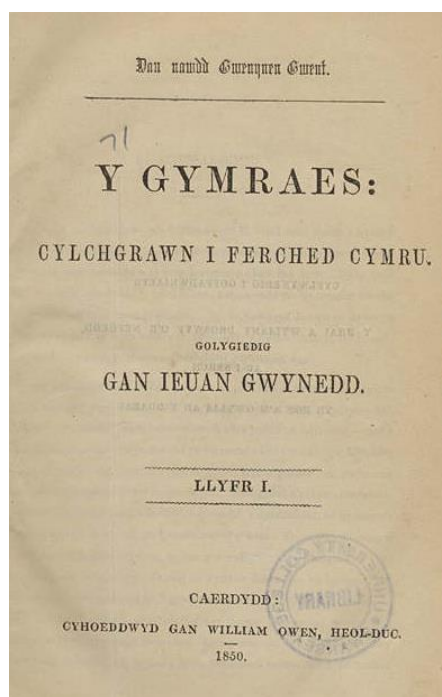 Dan nawdd Gwenynen Gwent.
Y GYMRAES:
CYLCHGRAWN I FERCHED CYMRU.
GOLYGIEDIG
GAN IEUAN GWYNEDD.
LLYFR I.
CAERDYDD:
CYHOEDDWYD GAN WILLIAM OWEN, HEOL-DUC.
1850.
LIBRARY